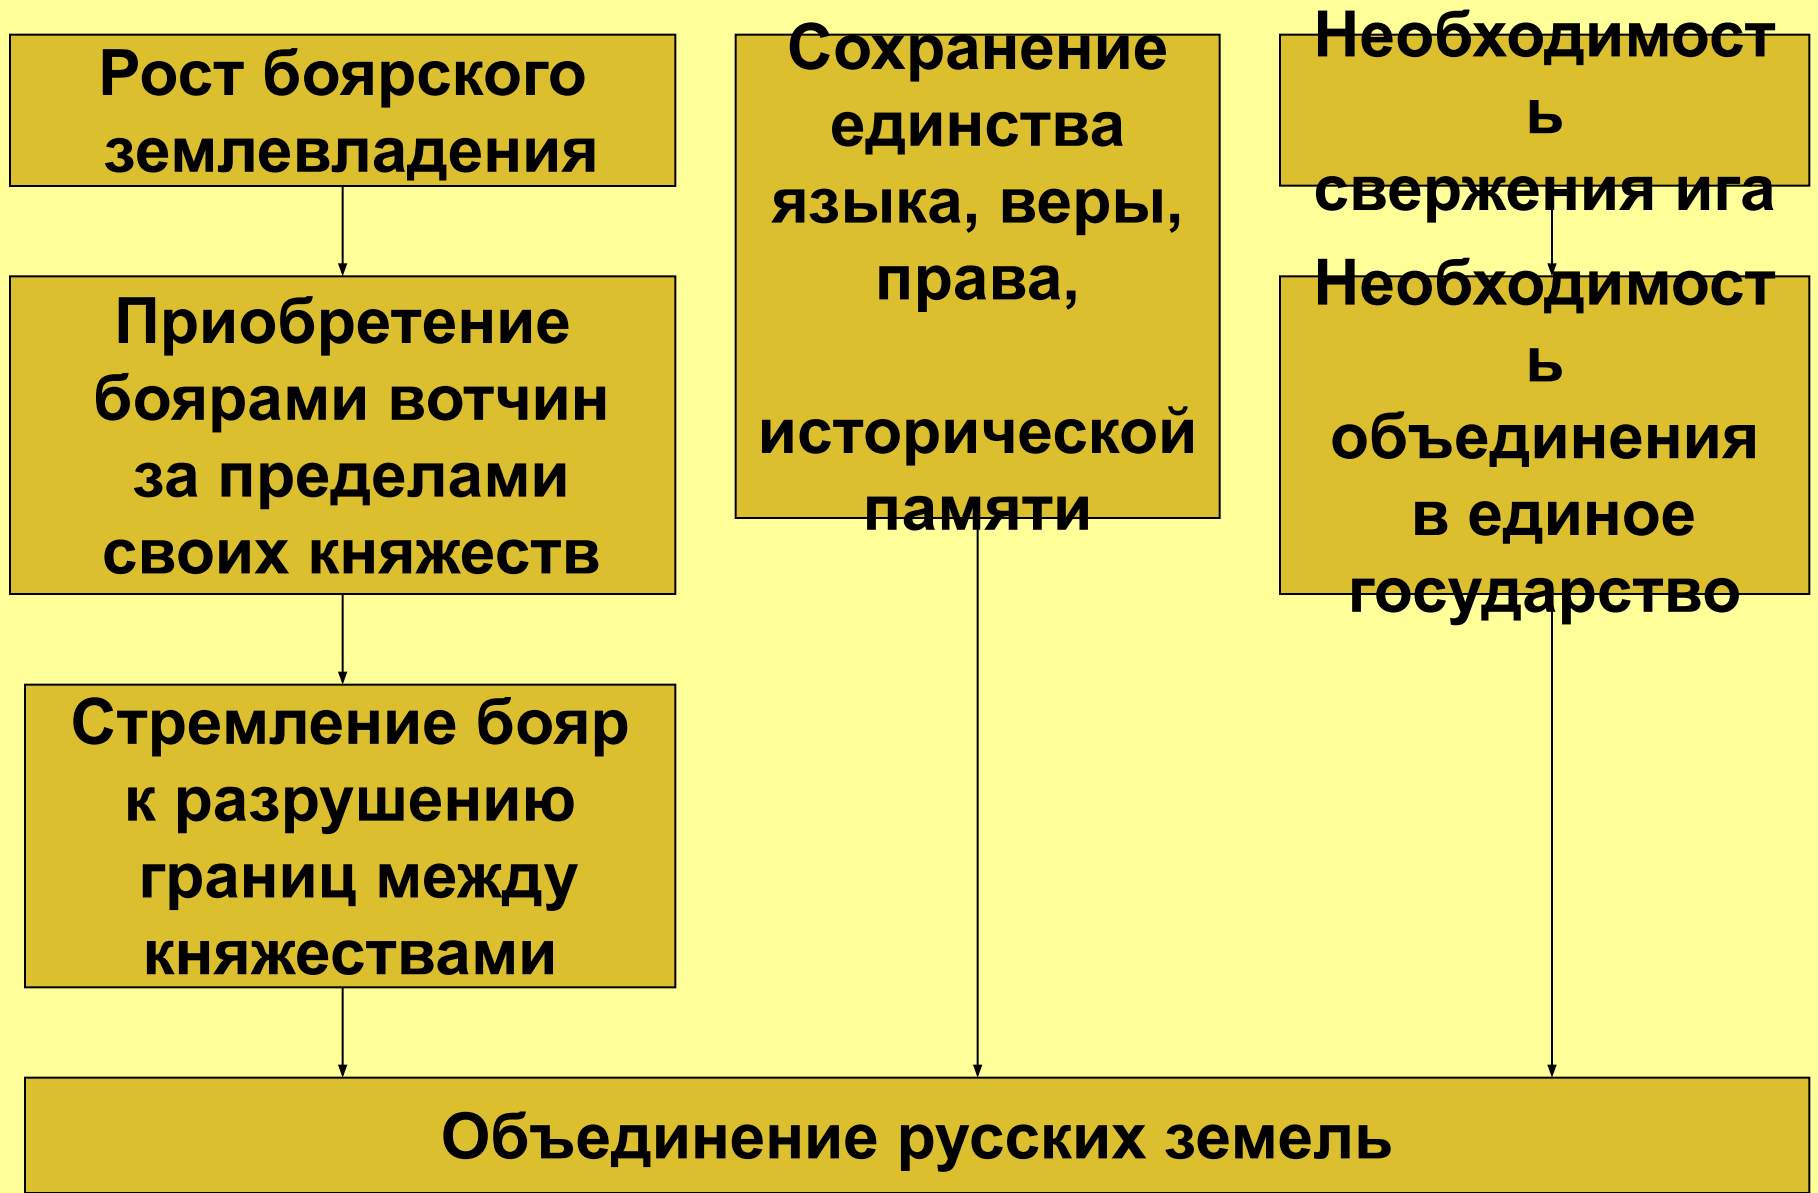 Рост боярского
землевладения
Приобретение
боярами вотчин
за пределами
своих княжеств
Стремление бояр
к разрушению
границ между
княжествами
Сохранение
единства
языка, веры,
права,
исторической
памяти
Необходимост
ь
свержения ига
Необходимост
ь
объединения
в единое
государство
Объединение русских земель